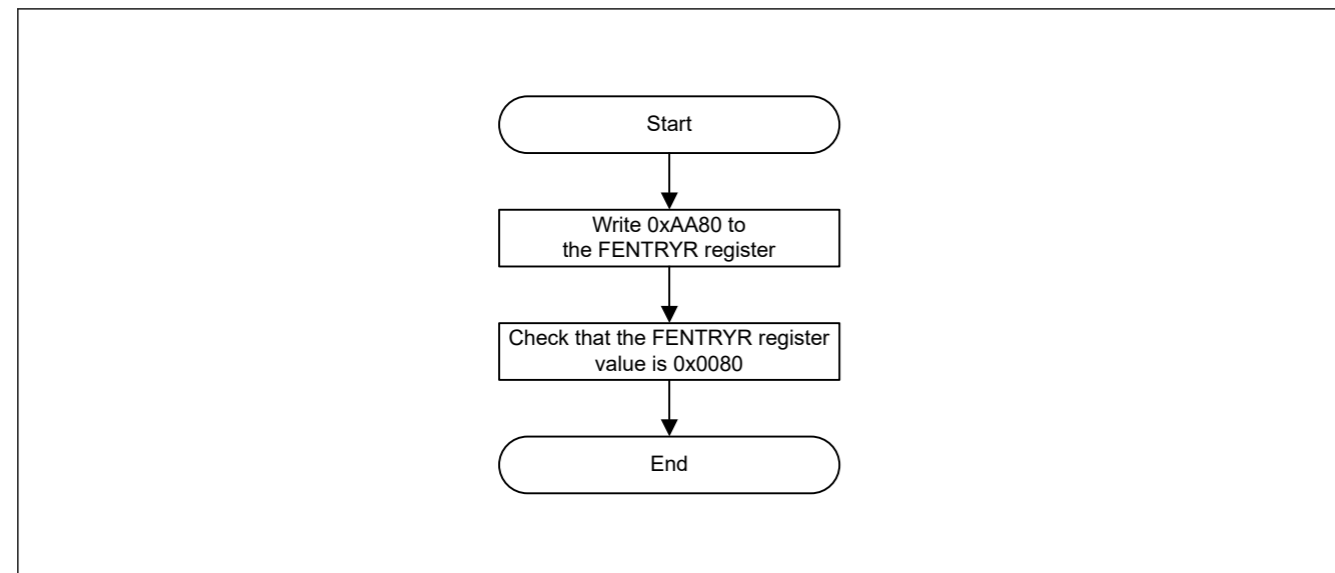 Start
Write 0xAA80 to
the FENTRYR register
Check that the FENTRYR register
value is 0x0080
End